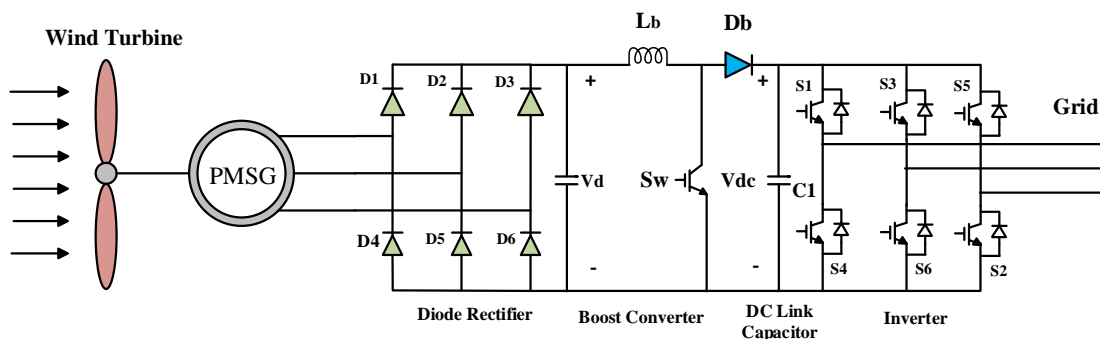 Wind Turbine
PMSG
D1
D2
D3
D4
D5
D6
+
Vd
-
Lb
Db
Sw
+
Vdc
-
C1
S1
S3
S5
S4
S6
S2
Grid
Diode Rectifier
Boost Converter
DC Link
Capacitor
Inverter